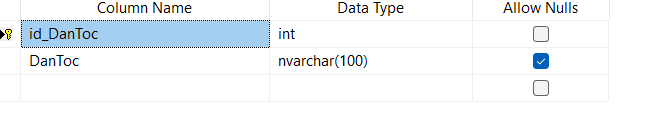 Column Name Data Type Allow Nulls
id_DanToc int
DanToc nvarchar(100)